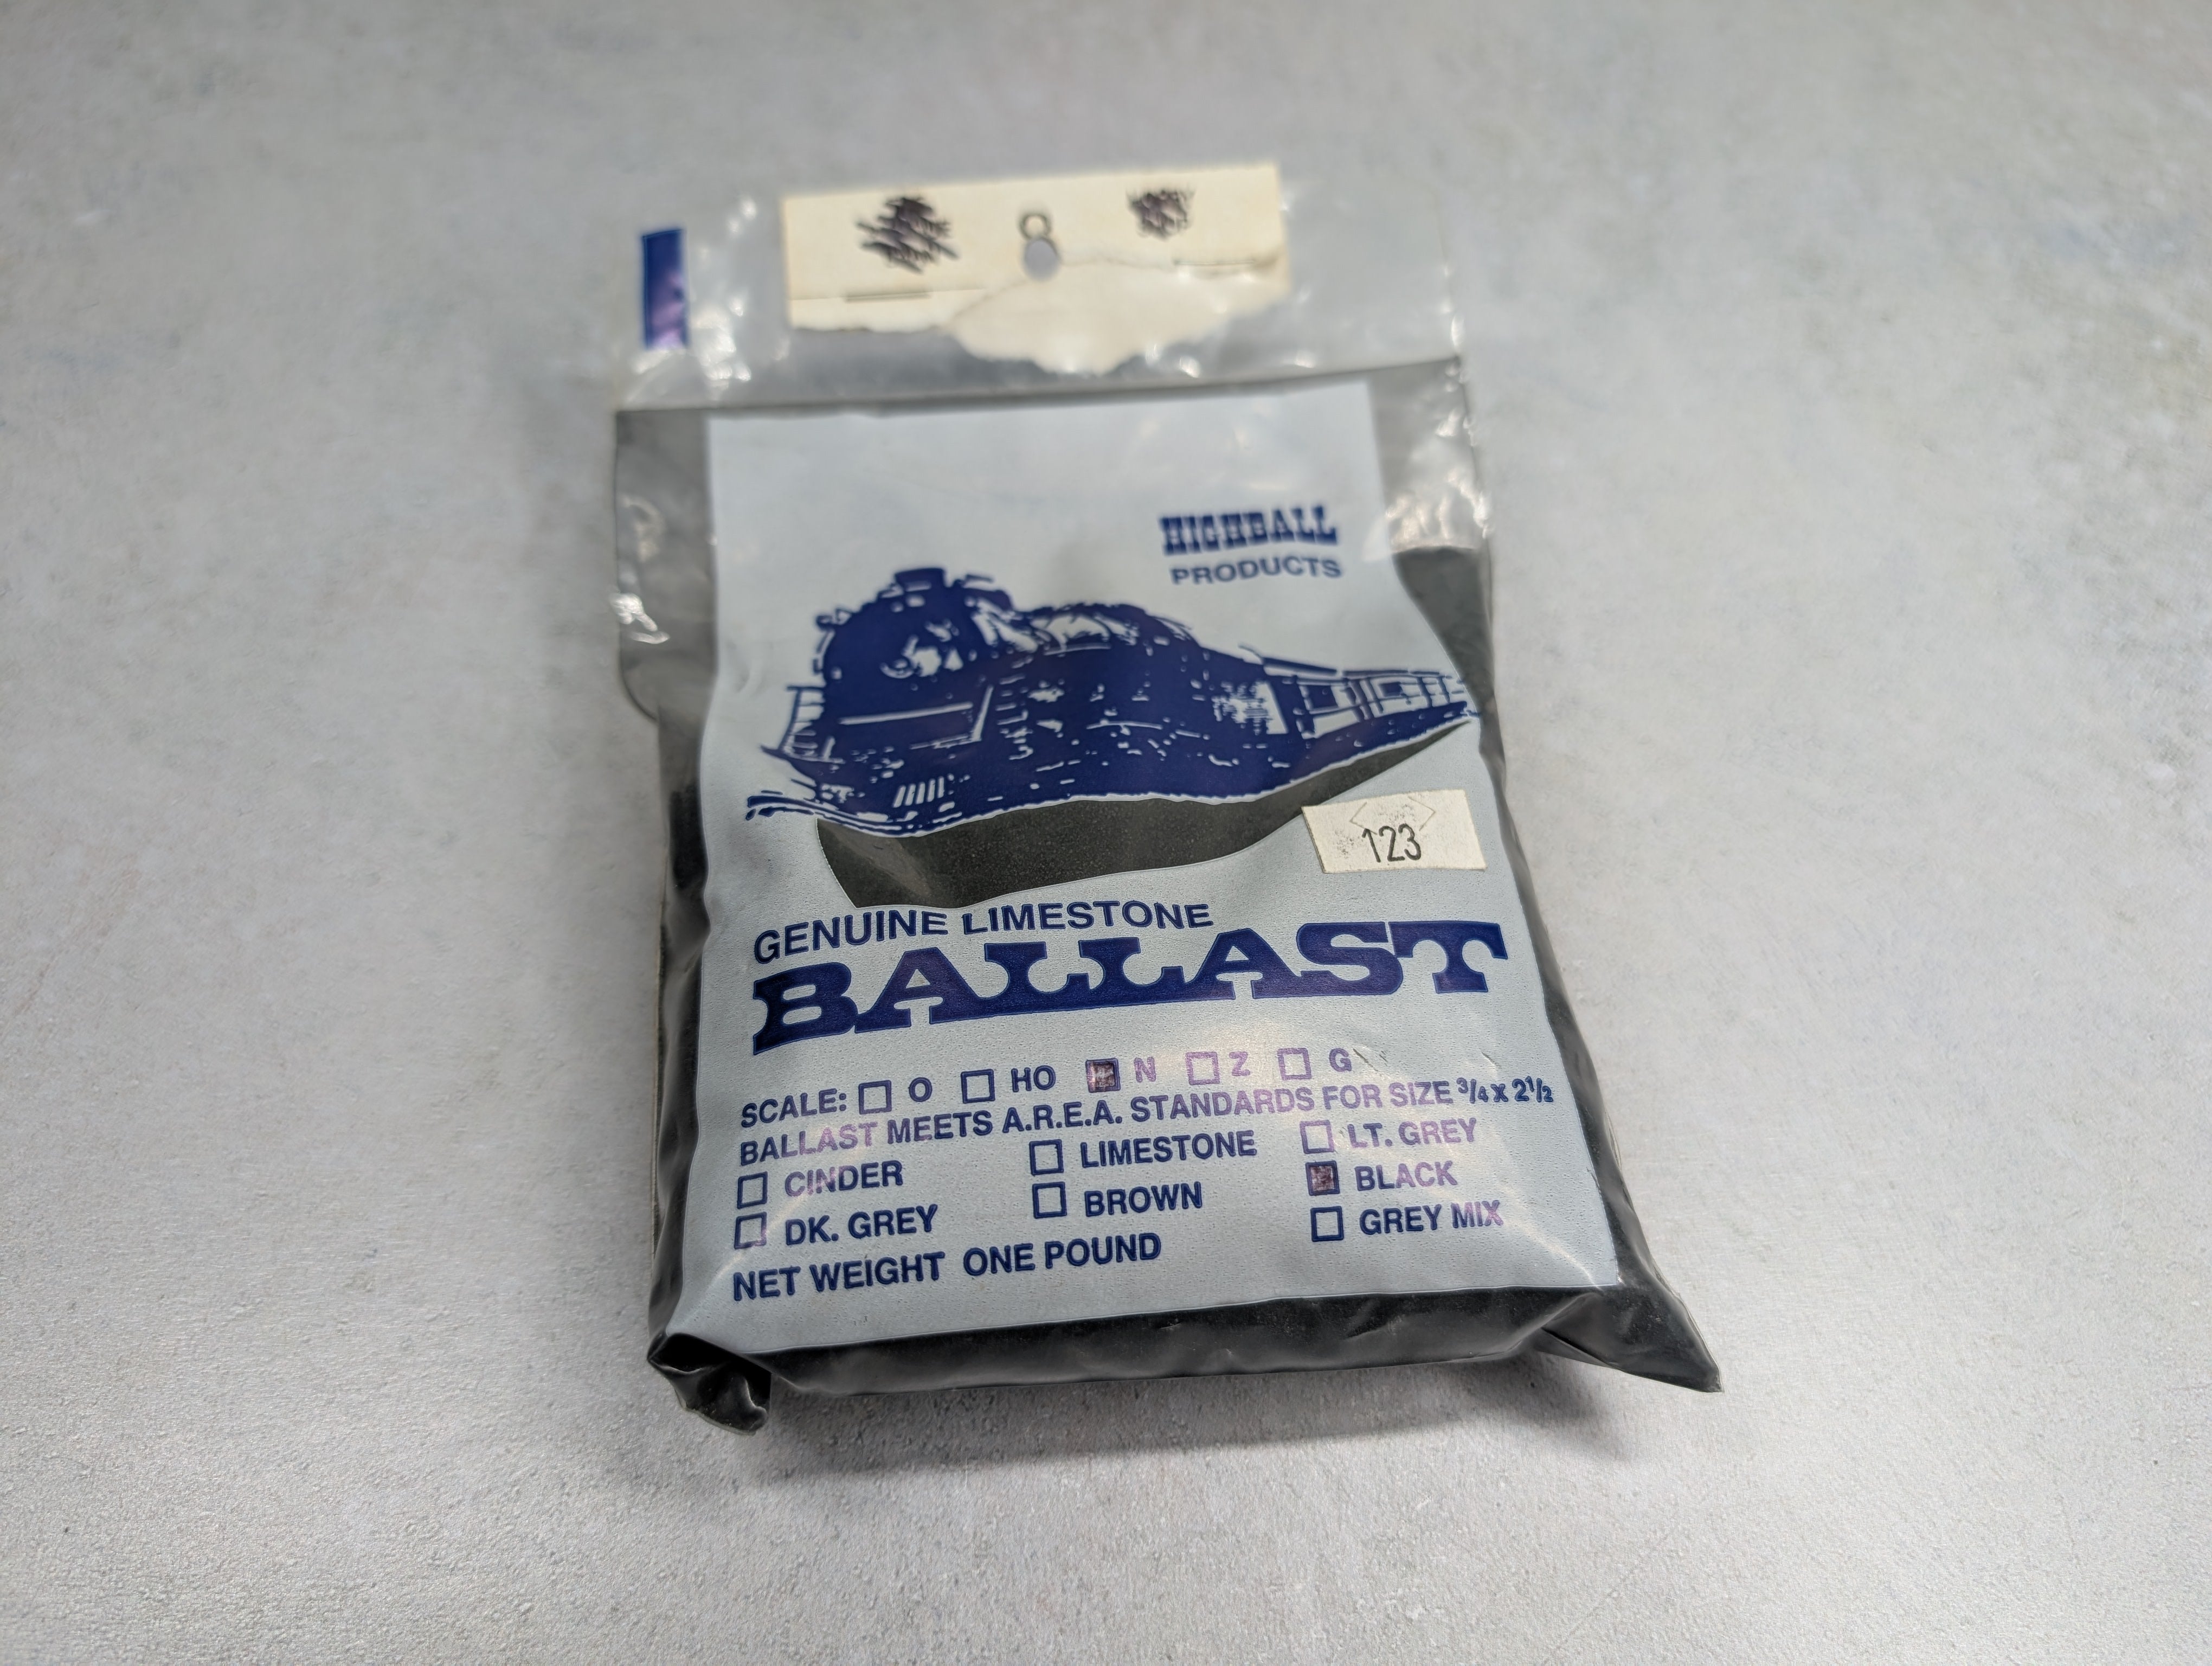 HIGHBALL
PRODUCTS
123
GENUINE LIMESTONE
BALLAST
SCALE: O HO N Z G
BALLAST MEETS A.R.E.A. STANDARDS FOR SIZE 3/4 x 2 1/2
CINDER LIMESTONE LT. GREY
DK. GREY BROWN BLACK
GREY MIX
NET WEIGHT ONE POUND